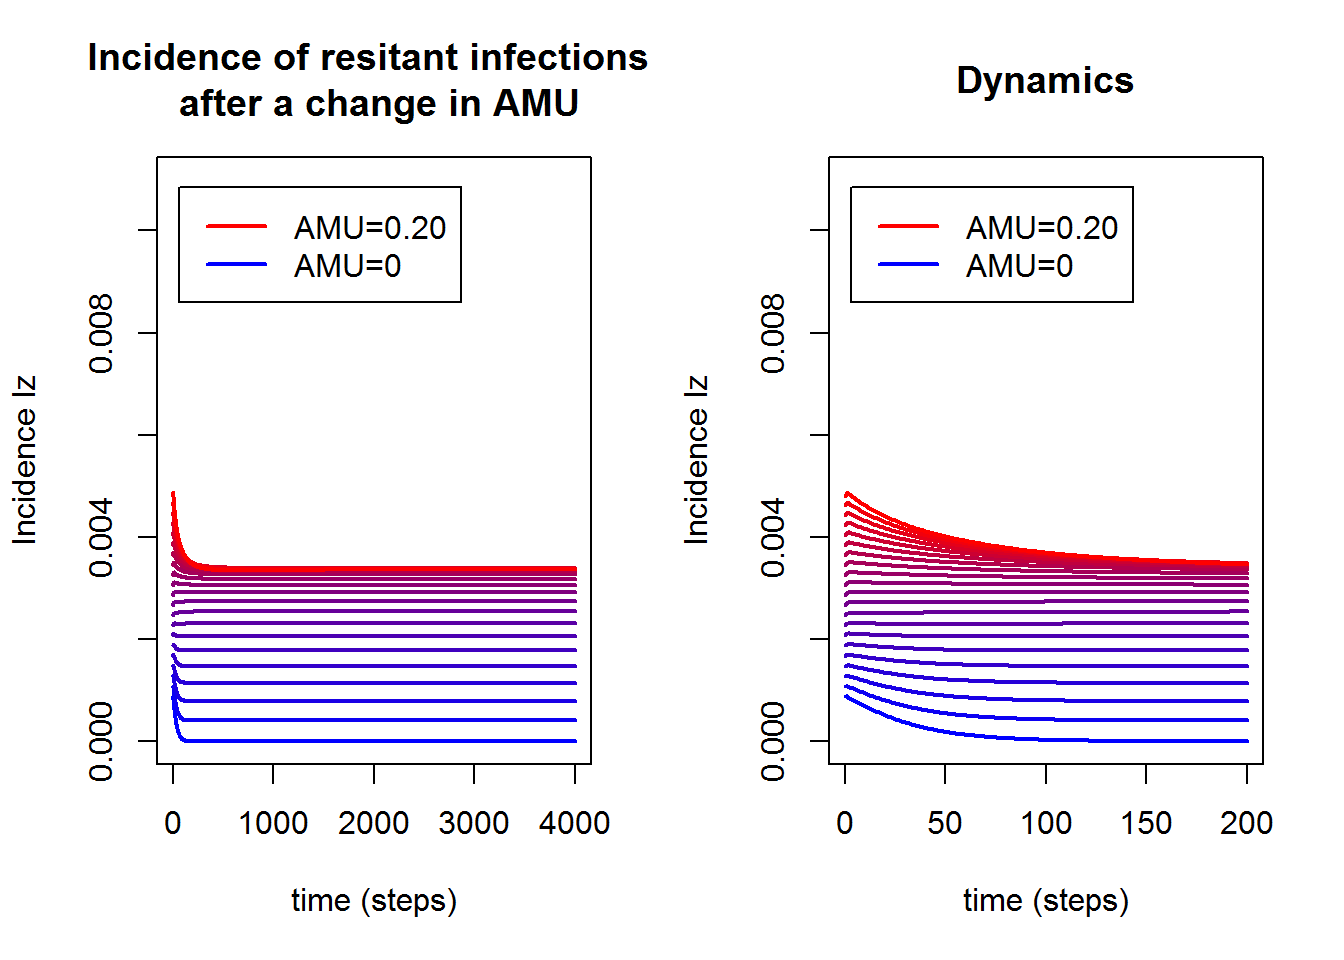 Incidence of resitant infections
after a change in AMU
Incidence Iz
0.008
0.004
0.000
AMU=0.20
AMU=0
0 1000 2000 3000 4000
time (steps)
Dynamics
Incidence Iz
0.008
0.004
0.000
AMU=0.20
AMU=0
0 50 100 150 200
time (steps)